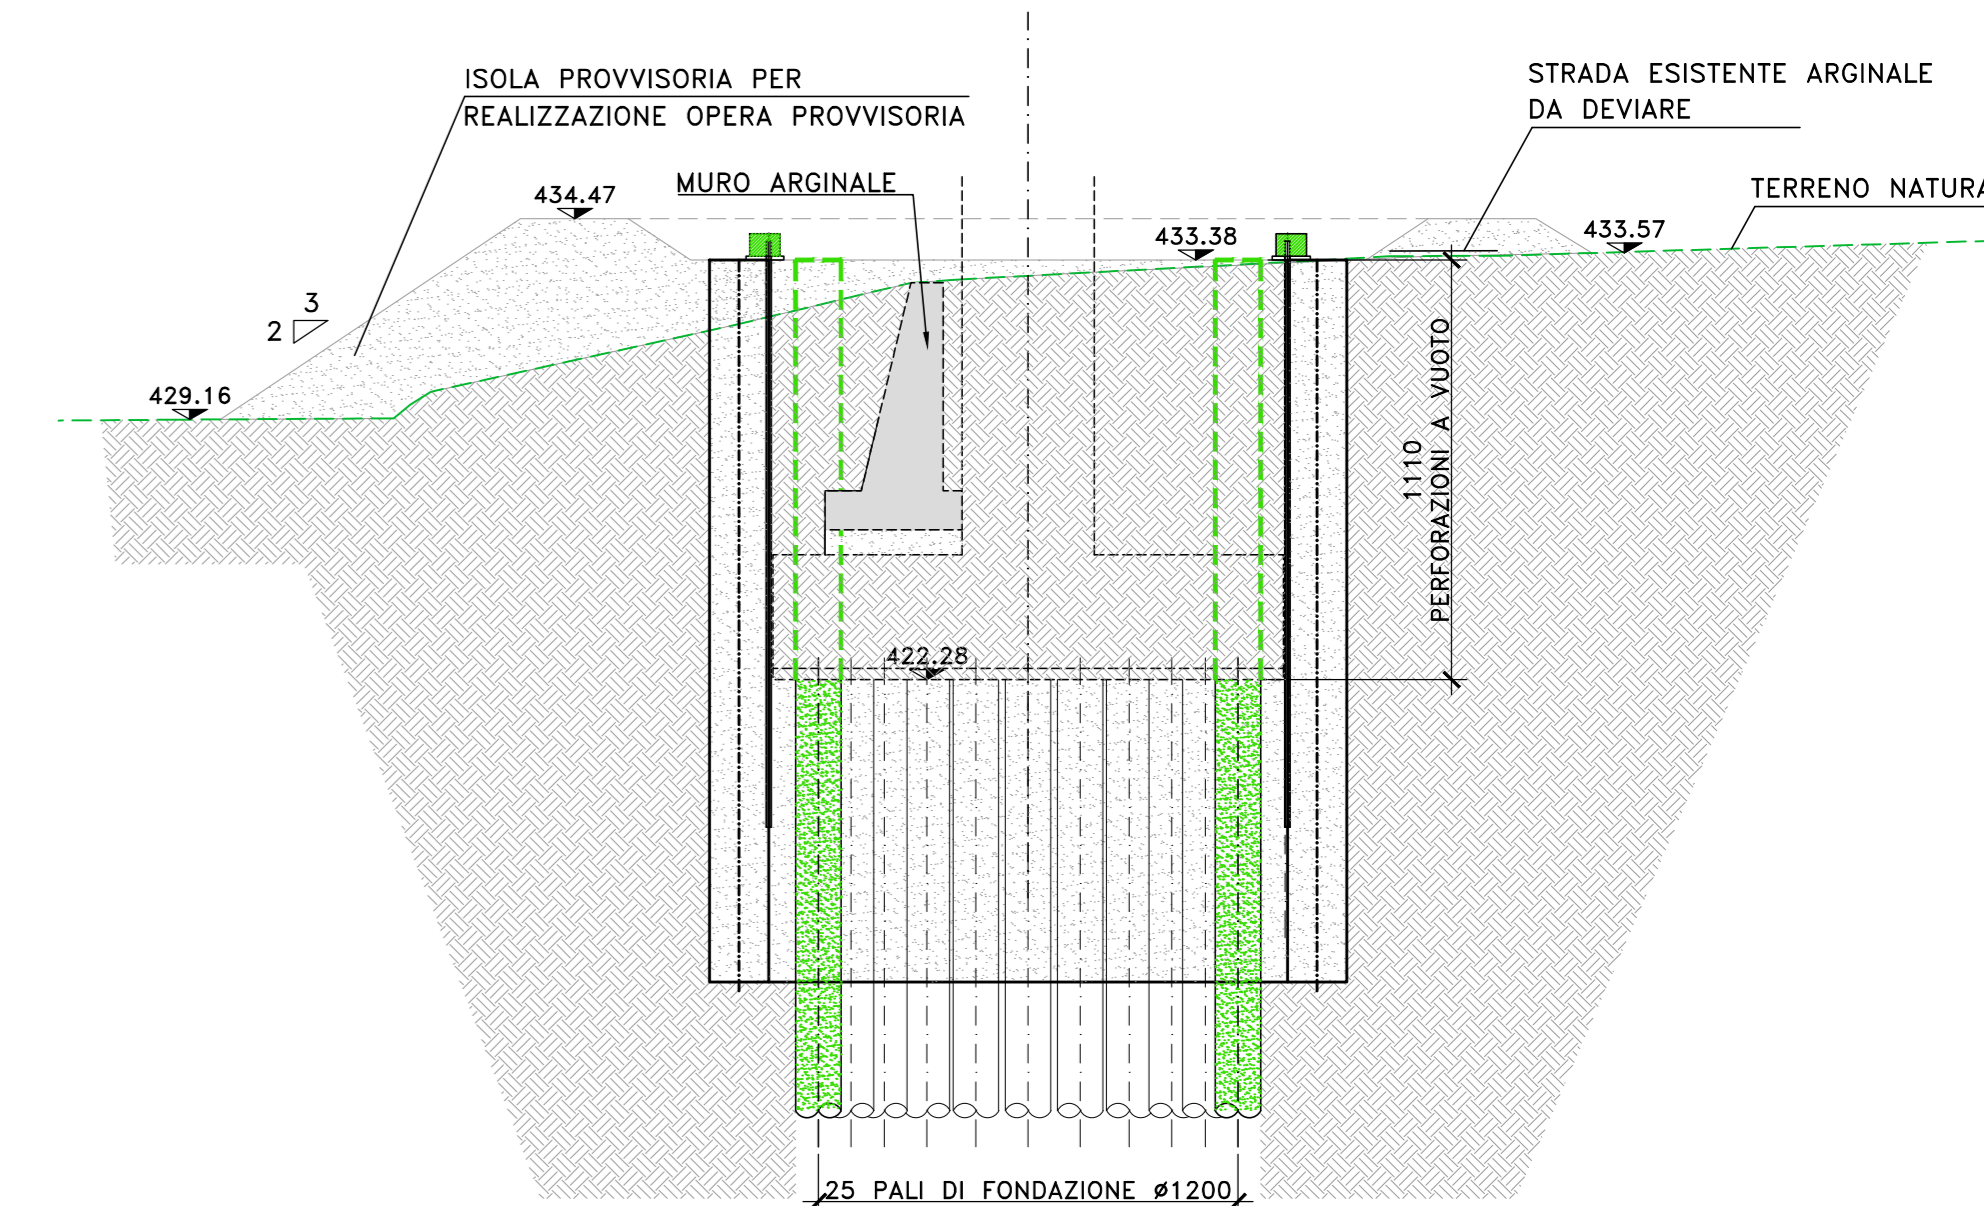 ISOLA PROVVISORIA PER
REALIZZAZIONE OPERA PROVVISORIA
STRADA ESISTENTE ARGINALE
DA DEVIARE
MURO ARGINALE
TERRENO NATURA
434.47
433.38
433.57
3
2
429.16
1110
PERFORAZIONI A VUOTO
422.28
25 PALI DI FONDAZIONE ø1200